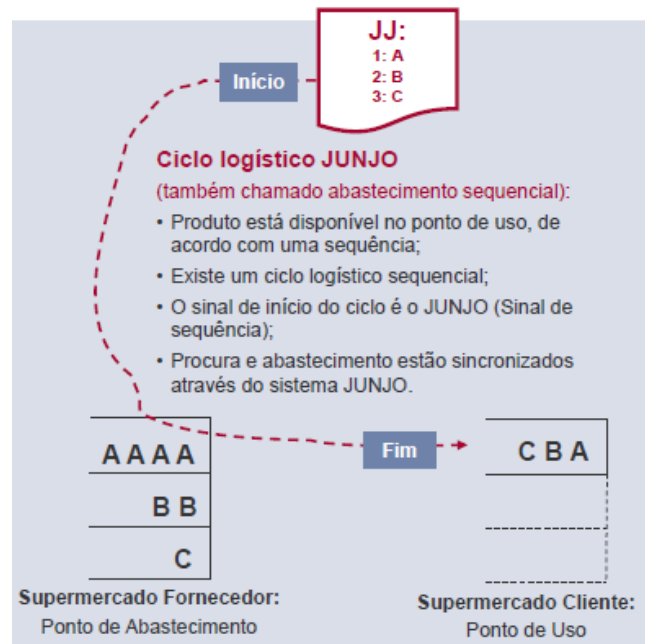 JJ:
1: A
2: B
3: C
Início
Ciclo logístico JUNJO
(também chamado abastecimento sequencial):
• Produto está disponível no ponto de uso, de
acordo com uma sequência;
• Existe um ciclo logístico sequencial;
• O sinal de início do ciclo é o JUNJO (Sinal de
sequência);
• Procura e abastecimento estão sincronizados
através do sistema JUNJO.
A A A A
Fim
C B A
B B
C
Supermercado Fornecedor:
Ponto de Abastecimento
Supermercado Cliente:
Ponto de Uso